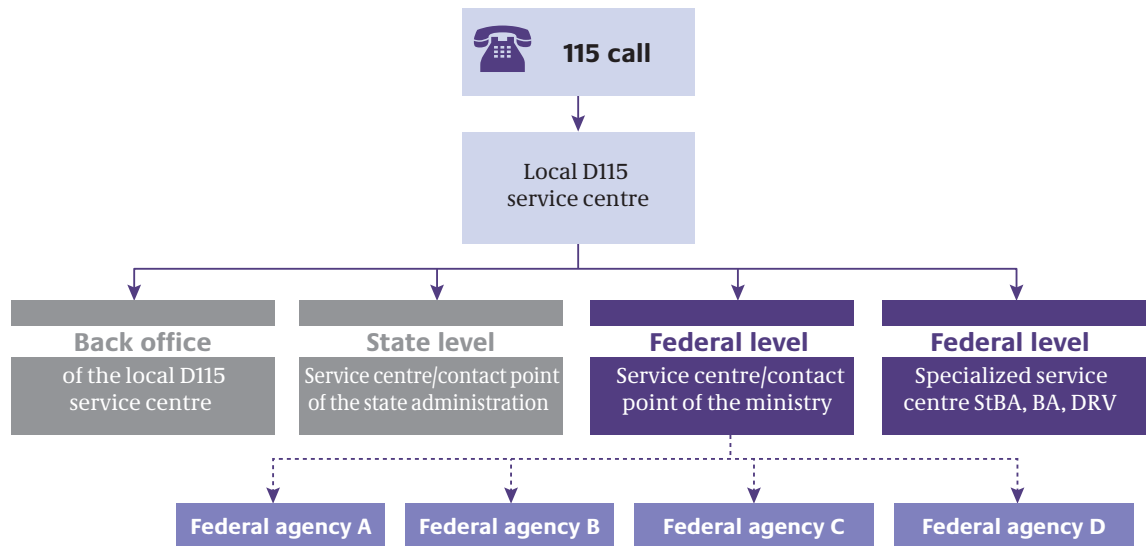 115 call
Local D115
service centre
Back office
of the local D115
service centre
State level
Service centre/contact point
of the state administration
Federal level
Service centre/contact
point of the ministry
Federal level
Specialized service
centre StBA, BA, DRV
Federal agency A
Federal agency B
Federal agency C
Federal agency D